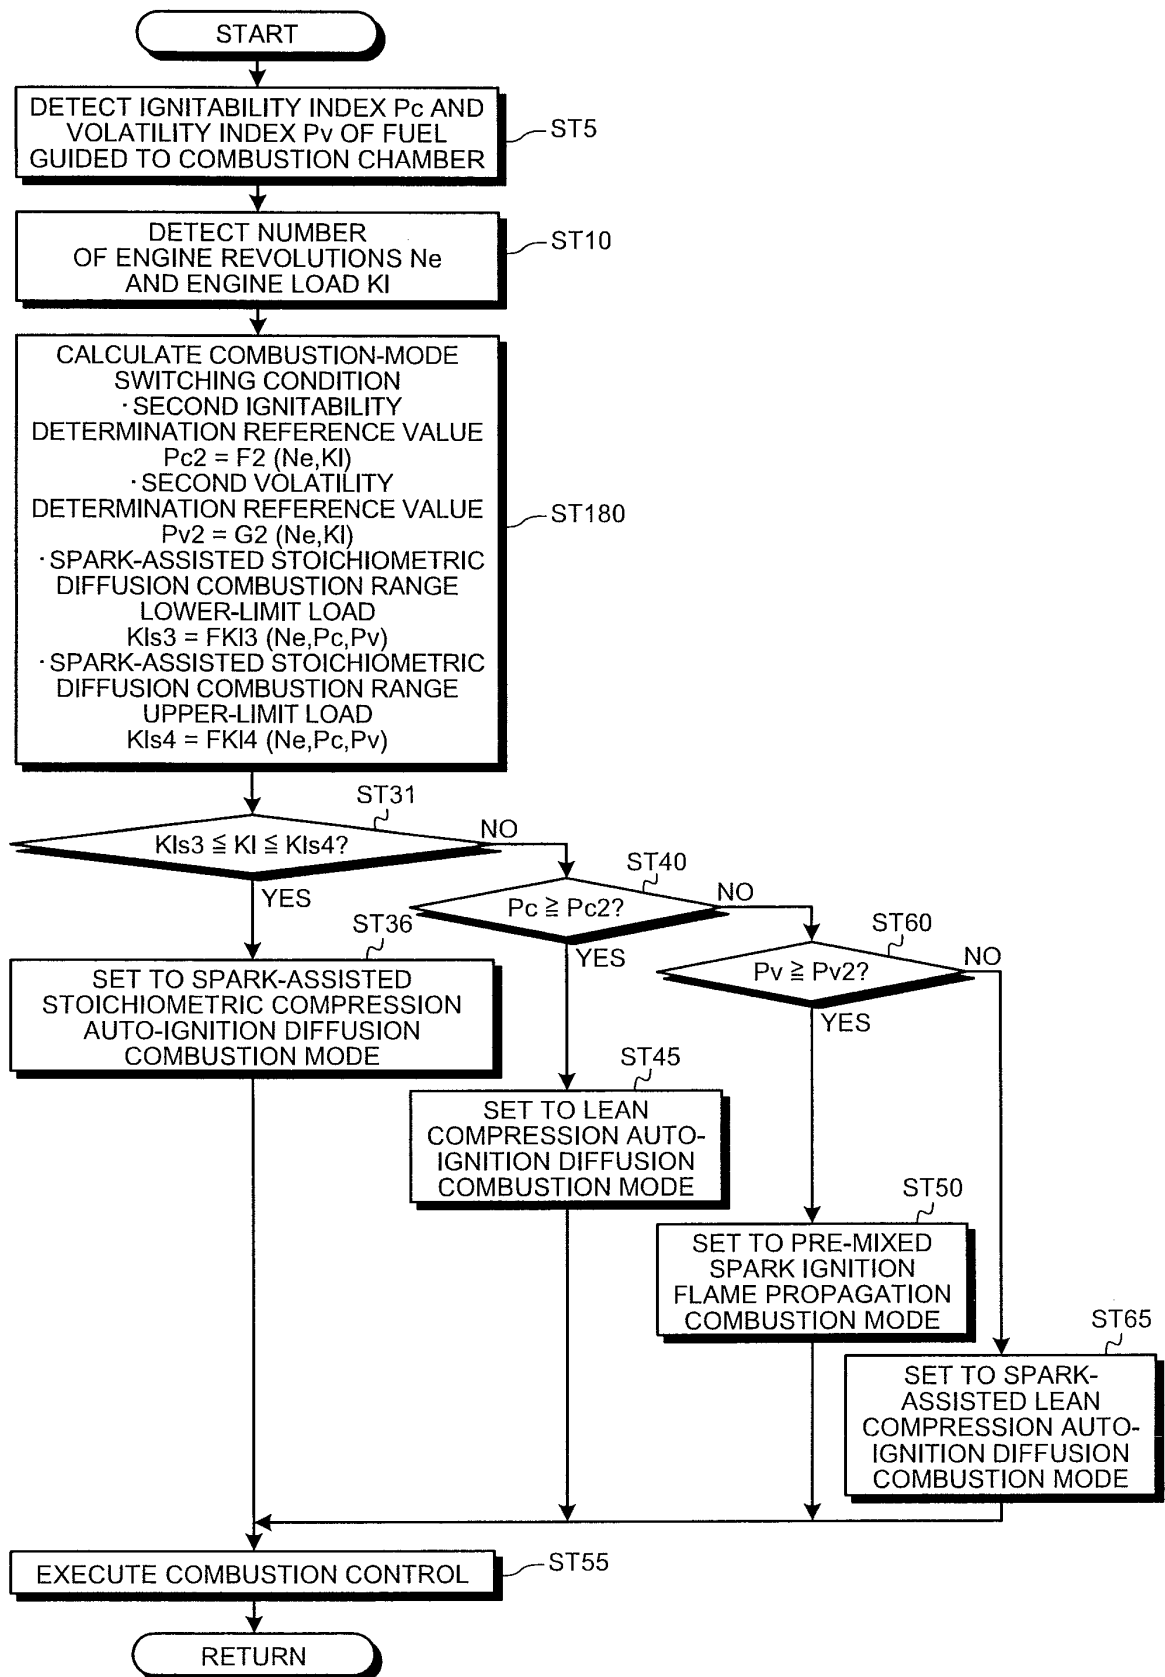 START
DETECT IGNITABILITY INDEX Pc AND
VOLATILITY INDEX Pv OF FUEL
GUIDED TO COMBUSTION CHAMBER
ST5
DETECT NUMBER
OF ENGINE REVOLUTIONS Ne
AND ENGINE LOAD Kl
ST10
CALCULATE COMBUSTION-MODE
SWITCHING CONDITION
·SECOND IGNITABILITY
DETERMINATION REFERENCE VALUE
Pc2 = F2 (Ne,Kl)
·SECOND VOLATILITY
DETERMINATION REFERENCE VALUE
Pv2 = G2 (Ne,Kl)
·SPARK-ASSISTED STOICHIOMETRIC
DIFFUSION COMBUSTION RANGE
LOWER-LIMIT LOAD
Kls3 = FKl3 (Ne,Pc,Pv)
·SPARK-ASSISTED STOICHIOMETRIC
DIFFUSION COMBUSTION RANGE
UPPER-LIMIT LOAD
Kls4 = FKl4 (Ne,Pc,Pv)
ST180
ST31
Kls3 ≦ Kl ≦ Kls4?
NO
YES
ST40
Pc ≧ Pc2?
NO
YES
ST60
Pv ≧ Pv2?
NO
YES
ST36
SET TO SPARK-ASSISTED
STOICHIOMETRIC COMPRESSION
AUTO-IGNITION DIFFUSION
COMBUSTION MODE
ST45
SET TO LEAN
COMPRESSION AUTO-
IGNITION DIFFUSION
COMBUSTION MODE
ST50
SET TO PRE-MIXED
SPARK IGNITION
FLAME PROPAGATION
COMBUSTION MODE
ST65
SET TO SPARK-
ASSISTED LEAN
COMPRESSION AUTO-
IGNITION DIFFUSION
COMBUSTION MODE
EXECUTE COMBUSTION CONTROL
ST55
RETURN